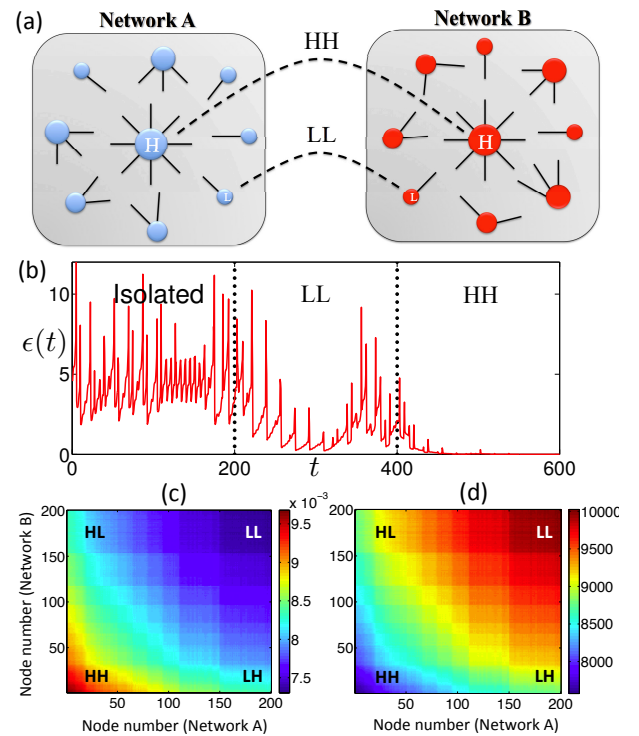 (a)
Network A
Network B
HH
H
H
LL
L
L
(b)
10
5
0
ϵ(t)
Isolated
LL
HH
0
200
400
600
t
(c)
x 10⁻³
200
150
100
50
Node number (Network B)
HL
LL
HH
LH
50
100
150
200
Node number (Network A)
9.5
9
8.5
8
7.5
(d)
200
150
100
50
HL
LL
HH
LH
50
100
150
200
Node number (Network A)
10000
9500
9000
8500
8000
Node number (Network B)